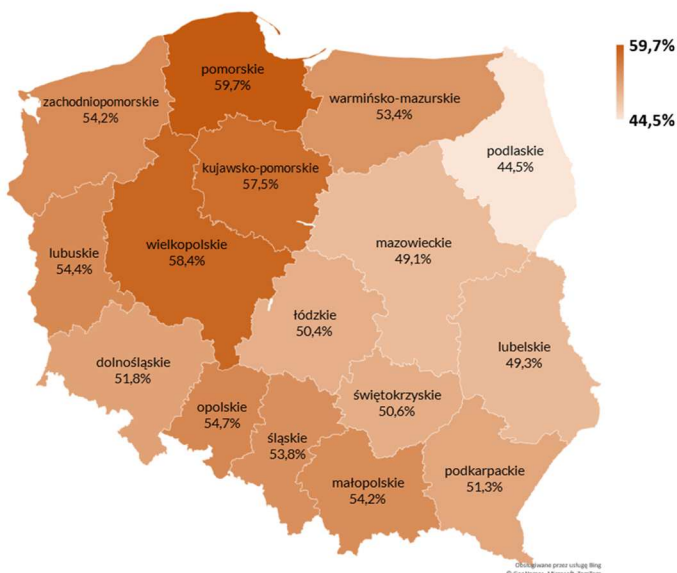 59,7%
44,5%
pomorskie
59,7%
zachodniopomorskie
54,2%
warmińsko-mazurskie
53,4%
podlaskie
44,5%
kujawsko-pomorskie
57,5%
wielkopolskie
58,4%
mazowieckie
49,1%
lubuskie
54,4%
łódzkie
50,4%
lubelskie
49,3%
dolnośląskie
51,8%
świętokrzyskie
50,6%
opolskie
54,7%
śląskie
53,8%
małopolskie
54,2%
podkarpackie
51,3%
Obsługiwane przez usługę Bing
© GeoNames, Microsoft, TomTom